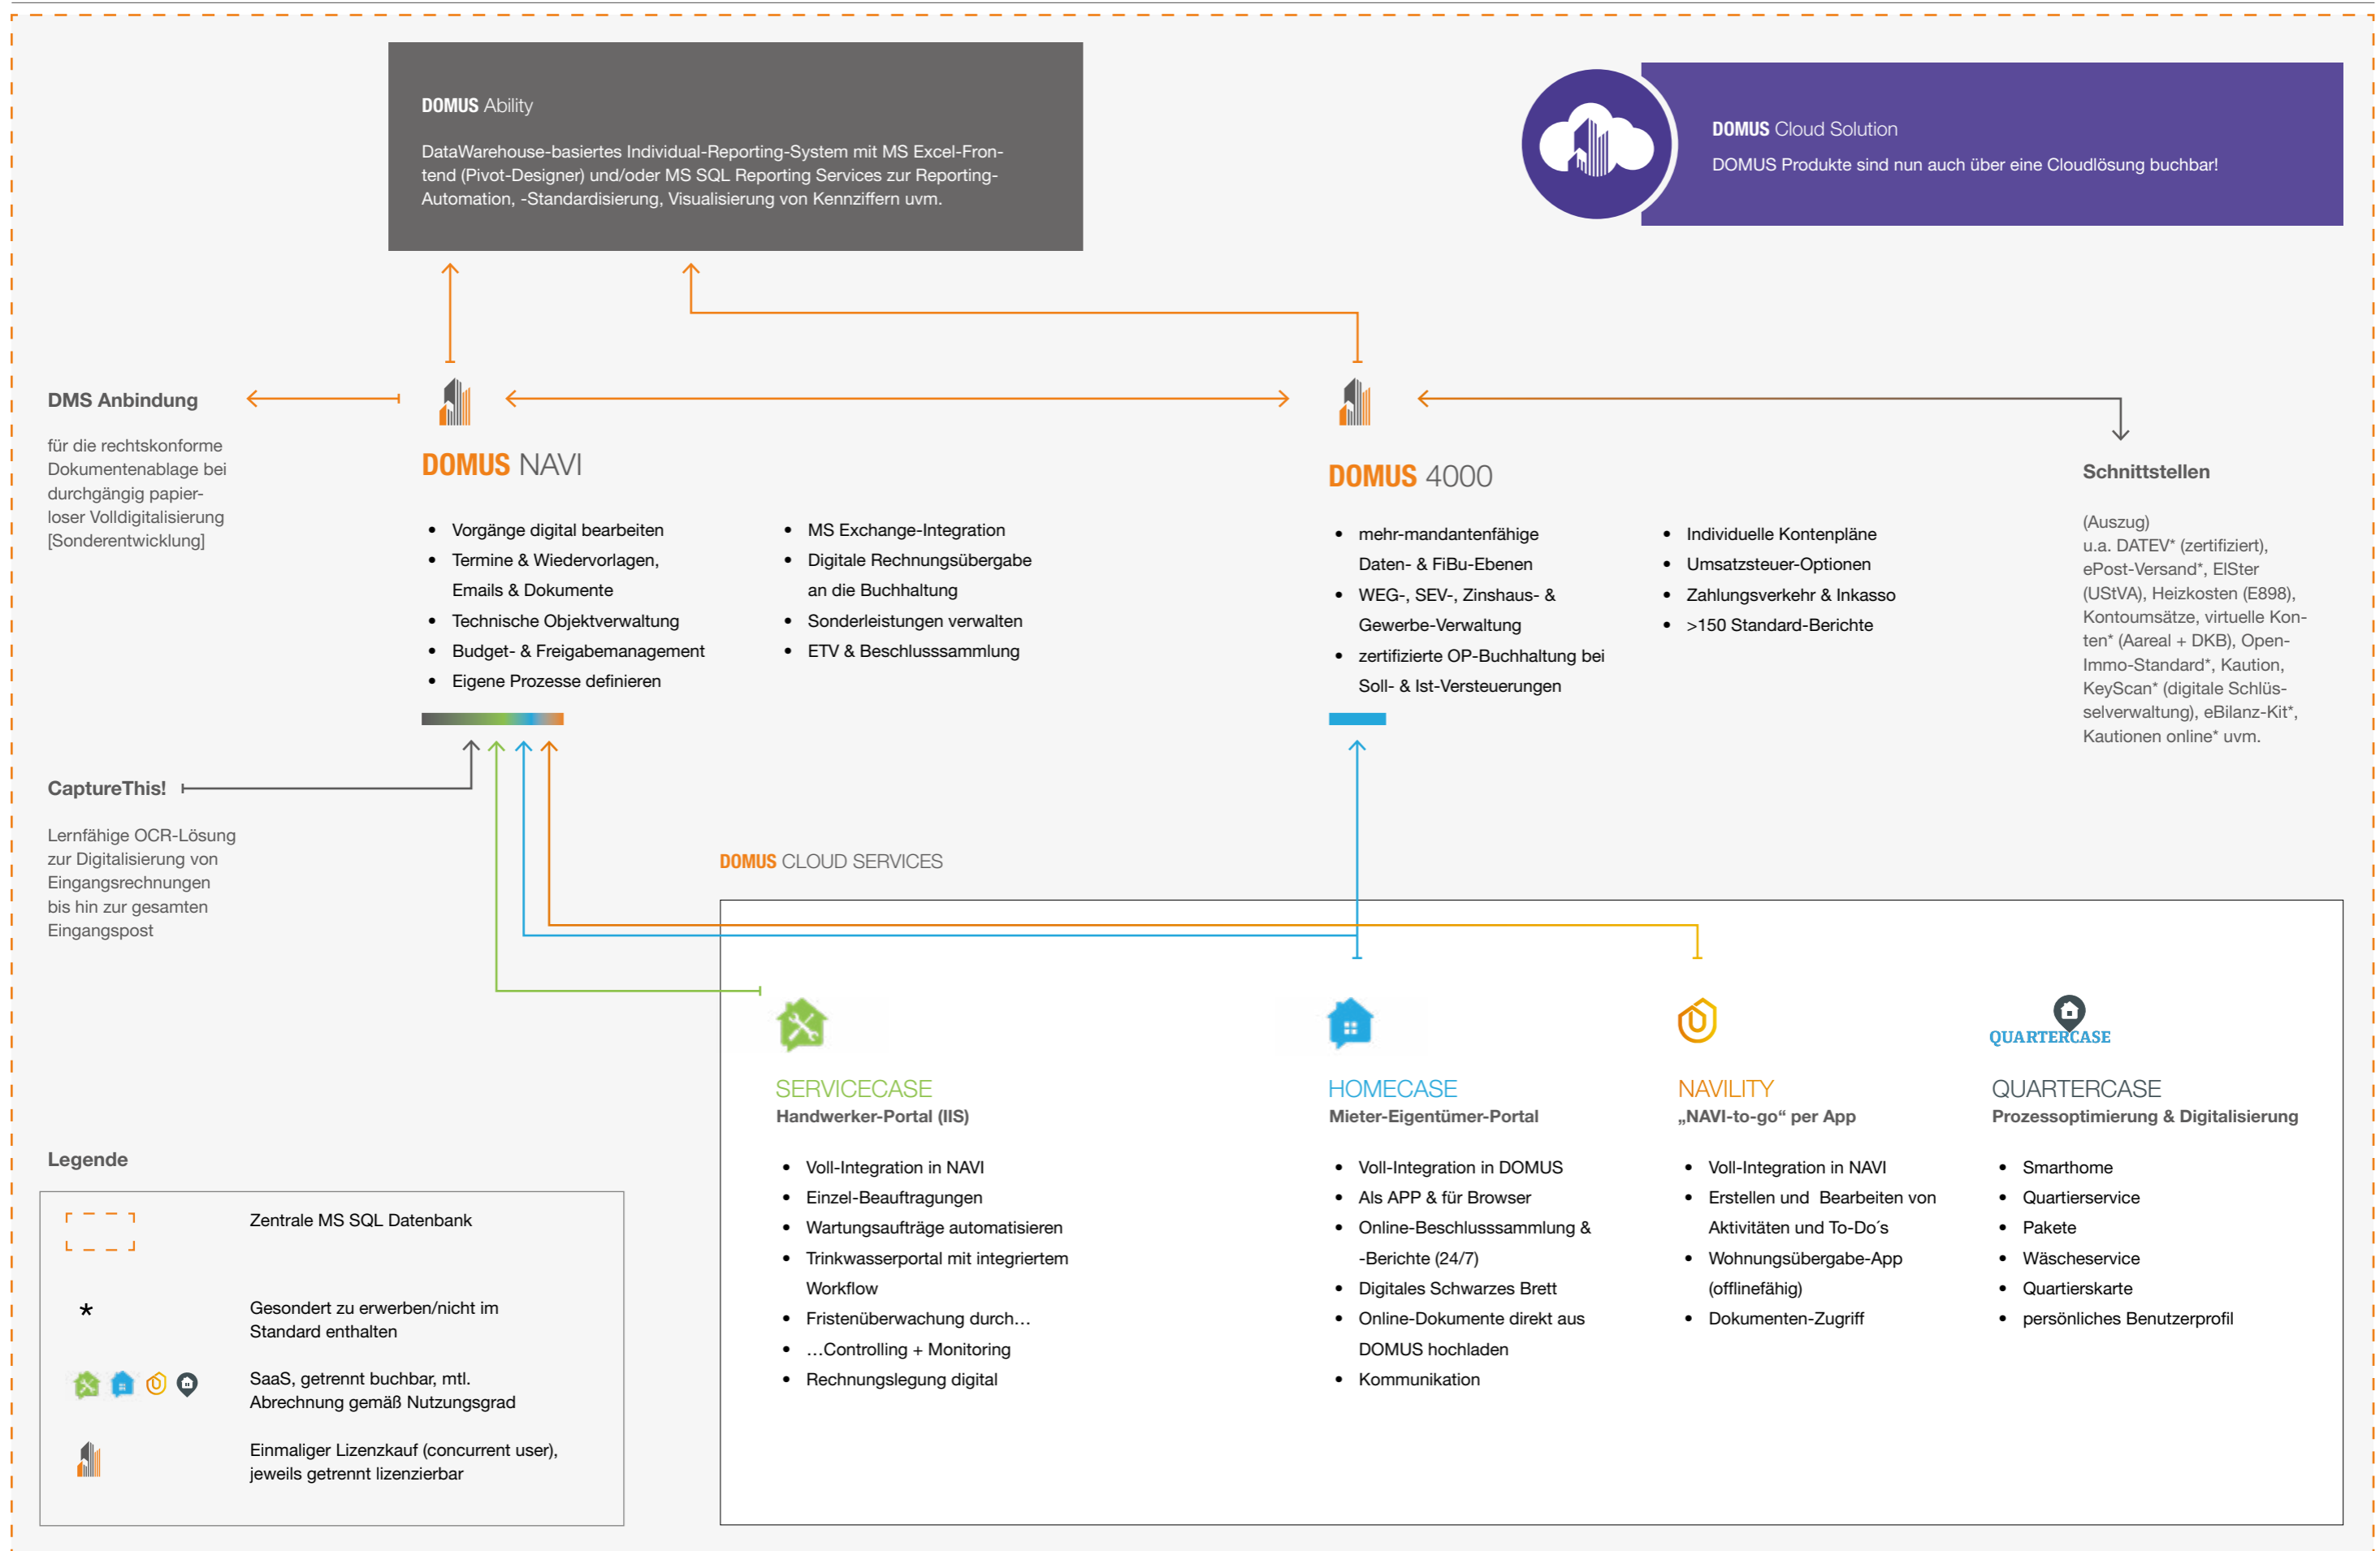 DOMUS Ability
DataWarehouse-basiertes Individual-Reporting-System mit MS Excel-Fron-
tend (Pivot-Designer) und/oder MS SQL Reporting Services zur Reporting-
Automation, -Standardisierung, Visualisierung von Kennziffern uvm.
DOMUS Cloud Solution
DOMUS Produkte sind nun auch über eine Cloudlösung buchbar!
DMS Anbindung
für die rechtskonforme
Dokumentenablage bei
durchgängig papier-
loser Volldigitalisierung
[Sonderentwicklung]
DOMUS NAVI
• Vorgänge digital bearbeiten
• Termine & Wiedervorlagen,
Emails & Dokumente
• Technische Objektverwaltung
• Budget- & Freigabemanagement
• Eigene Prozesse definieren
• MS Exchange-Integration
• Digitale Rechnungsübergabe
an die Buchhaltung
• Sonderleistungen verwalten
• ETV & Beschlusssammlung
DOMUS 4000
• mehr-mandantenfähige
Daten- & FiBu-Ebenen
• WEG-, SEV-, Zinshaus- &
Gewerbe-Verwaltung
• zertifizierte OP-Buchhaltung bei
Soll- & Ist-Versteuerungen
• Individuelle Kontenpläne
• Umsatzsteuer-Optionen
• Zahlungsverkehr & Inkasso
• >150 Standard-Berichte
Schnittstellen
(Auszug)
u.a. DATEV* (zertifiziert),
ePost-Versand*, ElSter
(UStVA), Heizkosten (E898),
Kontoumsätze, virtuelle Kon-
ten* (Aareal + DKB), Open-
Immo-Standard*, Kaution,
KeyScan* (digitale Schlüs-
selverwaltung), eBilanz-Kit*,
Kautionen online* uvm.
CaptureThis!
Lernfähige OCR-Lösung
zur Digitalisierung von
Eingangsrechnungen
bis hin zur gesamten
Eingangspost
DOMUS CLOUD SERVICES
SERVICECASE
Handwerker-Portal (IIS)
• Voll-Integration in NAVI
• Einzel-Beauftragungen
• Wartungsaufträge automatisieren
• Trinkwasserportal mit integriertem
Workflow
• Fristenüberwachung durch…
• …Controlling + Monitoring
• Rechnungslegung digital
HOMECASE
Mieter-Eigentümer-Portal
• Voll-Integration in DOMUS
• Als APP & für Browser
• Online-Beschlusssammlung &
-Berichte (24/7)
• Digitales Schwarzes Brett
• Online-Dokumente direkt aus
DOMUS hochladen
• Kommunikation
NAVILITY
„NAVI-to-go“ per App
• Voll-Integration in NAVI
• Erstellen und Bearbeiten von
Aktivitäten und To-Do´s
• Wohnungsübergabe-App
(offlinefähig)
• Dokumenten-Zugriff
QUARTERCASE
QUARTERCASE
Prozessoptimierung & Digitalisierung
• Smarthome
• Quartierservice
• Pakete
• Wäscheservice
• Quartierskarte
• persönliches Benutzerprofil
Legende
Zentrale MS SQL Datenbank
* Gesondert zu erwerben/nicht im
Standard enthalten
SaaS, getrennt buchbar, mtl.
Abrechnung gemäß Nutzungsgrad
Einmaliger Lizenzkauf (concurrent user),
jeweils getrennt lizenzierbar